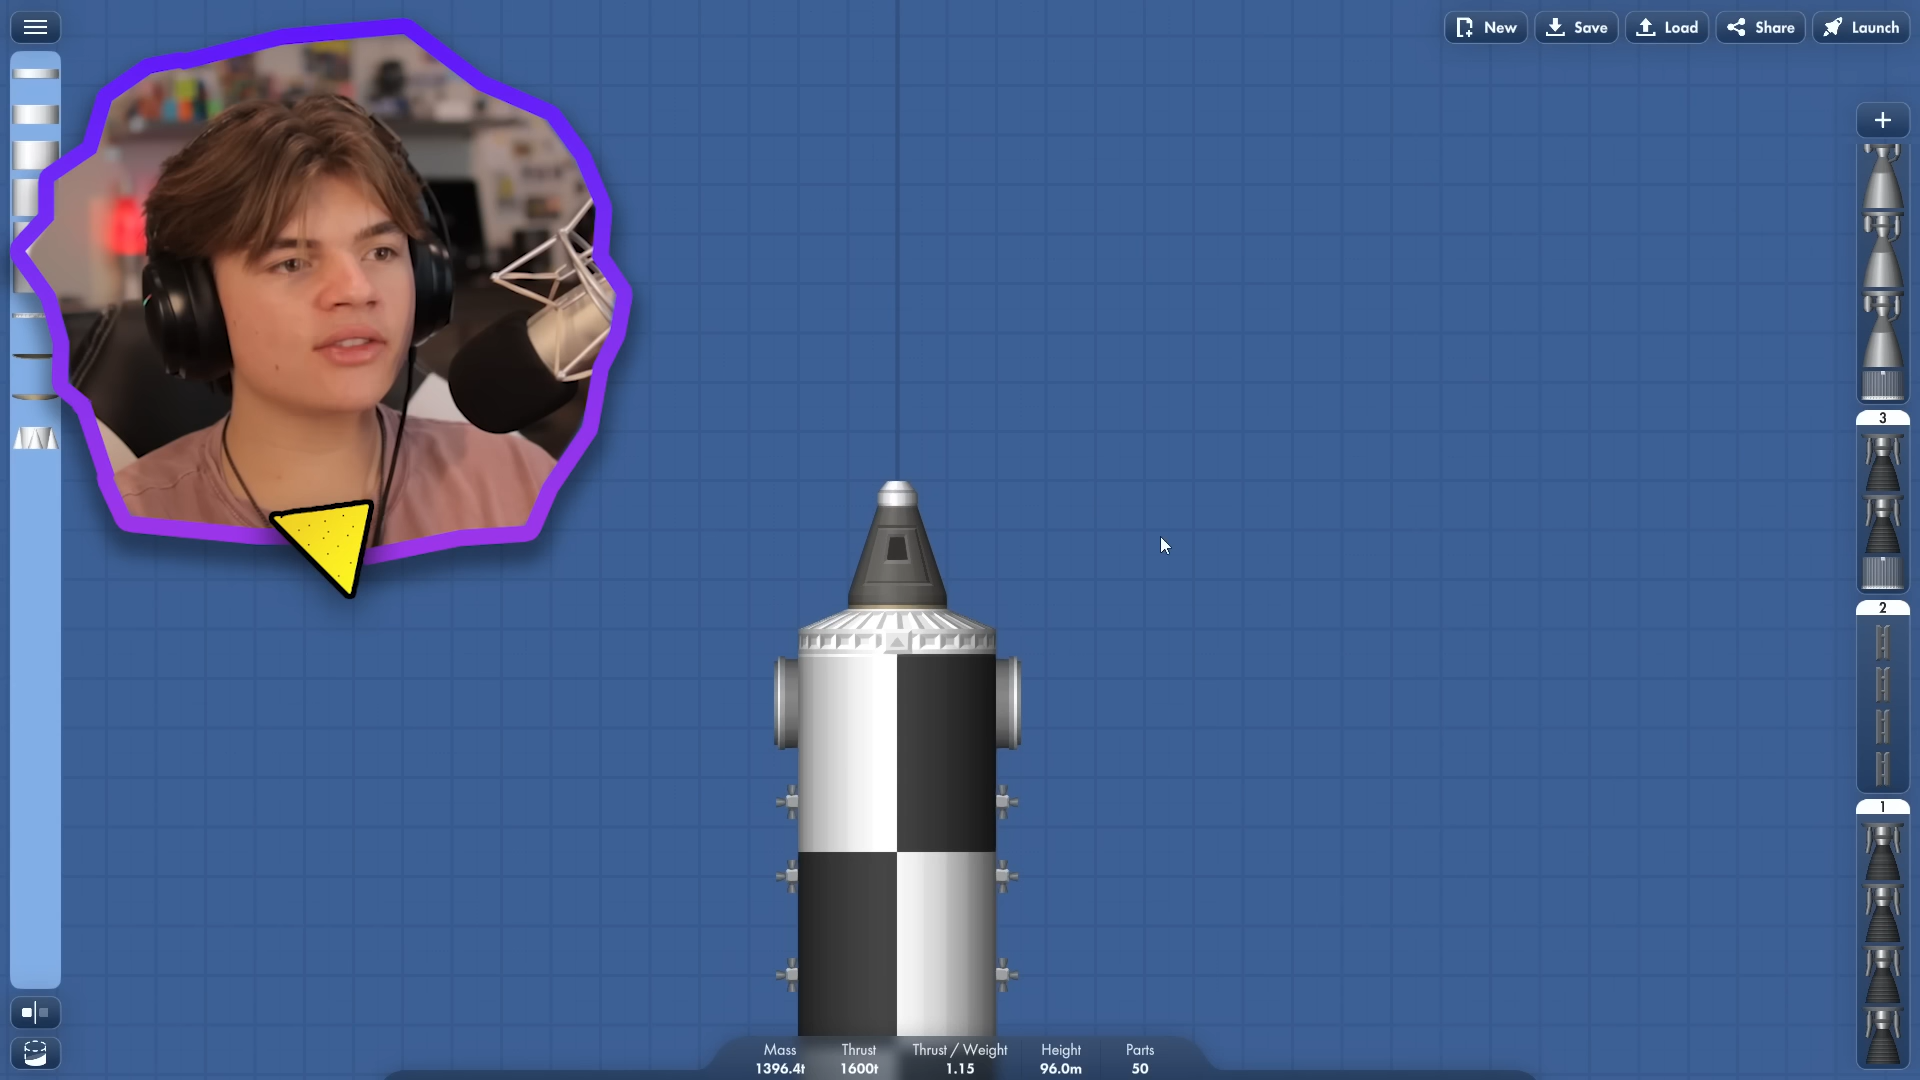 New
Save
Load
Share
Launch
3
2
1
Mass
1396.4t
Thrust
1600t
Thrust / Weight
1.15
Height
96.0m
Parts
50